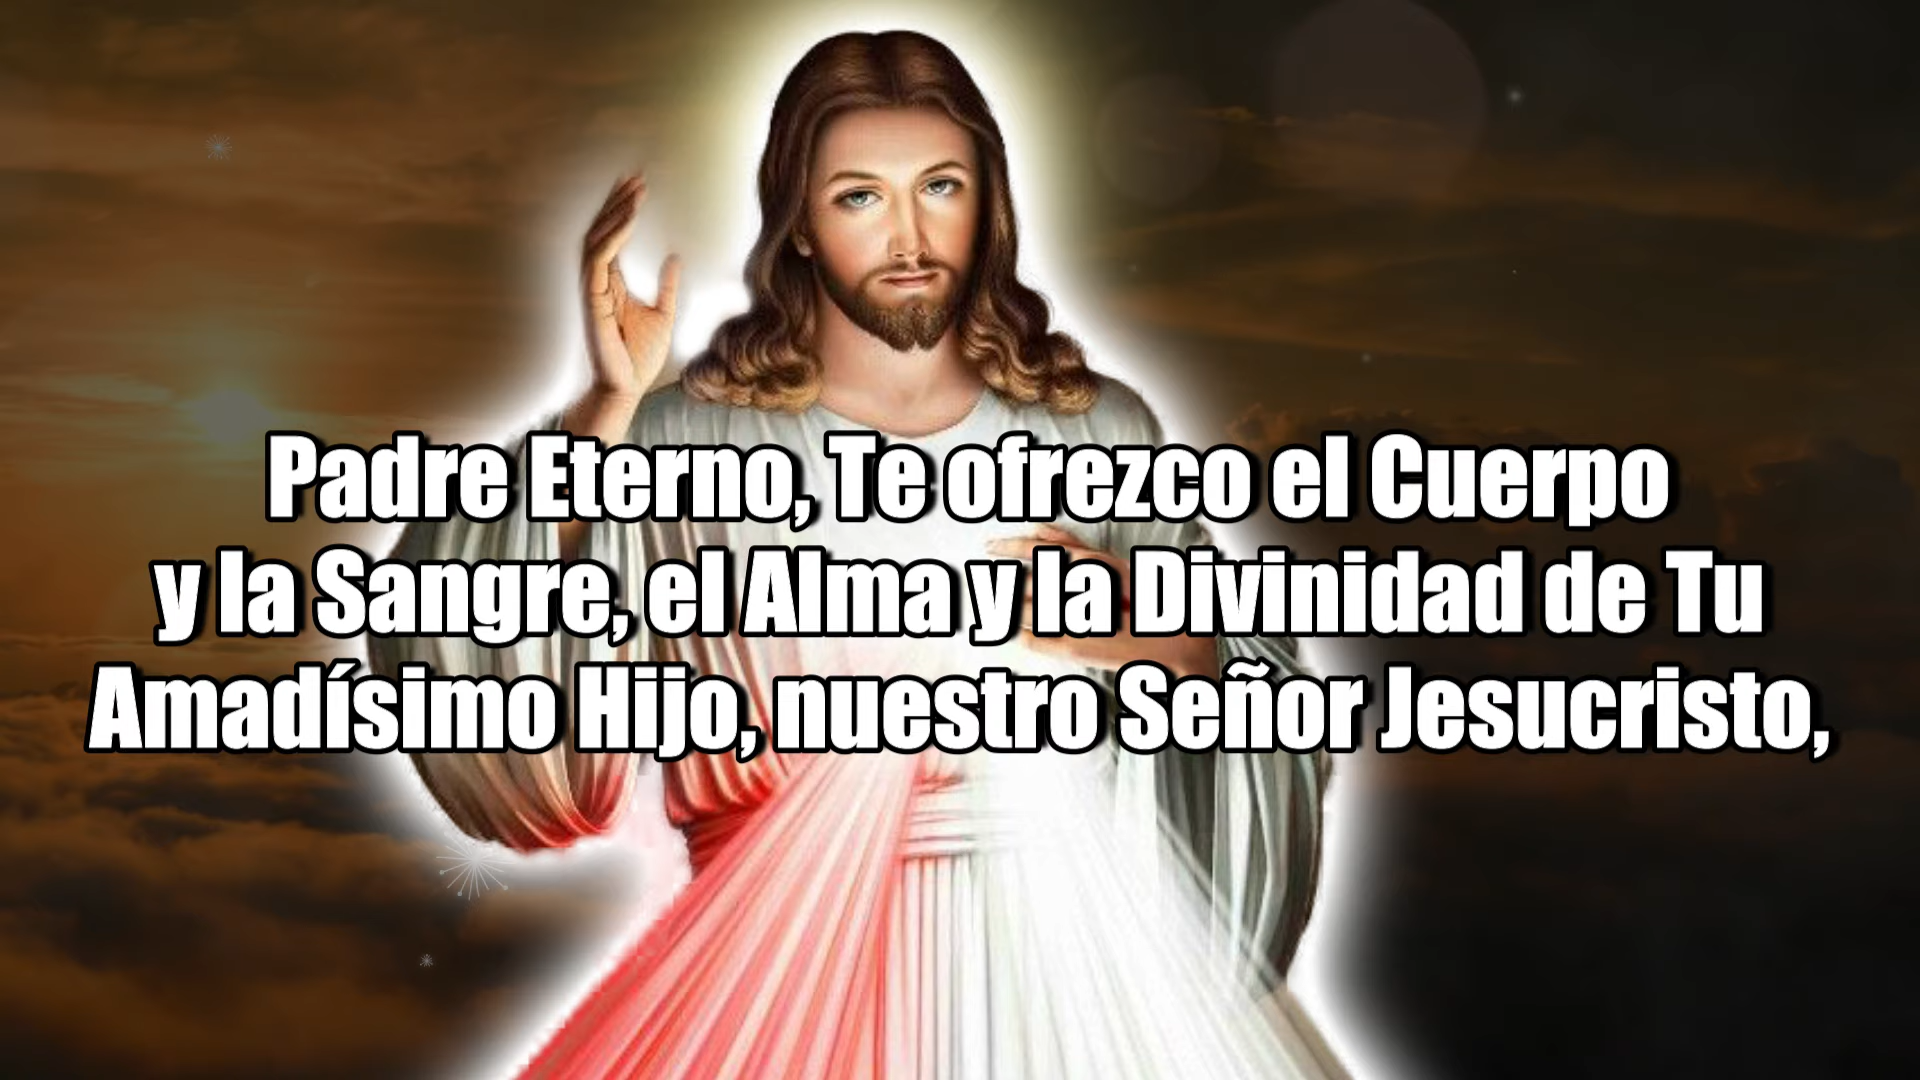 Padre Eterno, Te ofrezco el Cuerpo
y la Sangre, el Alma y la Divinidad de Tu
Amadísimo Hijo, nuestro Señor Jesucristo,